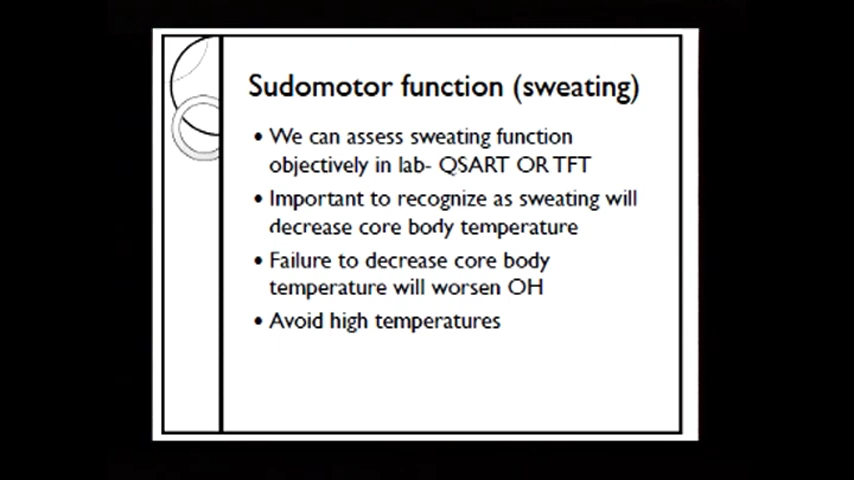 Sudomotor function (sweating)
• We can assess sweating function
objectively in lab- QSART OR TFT
• Important to recognize as sweating will
decrease core body temperature
• Failure to decrease core body
temperature will worsen OH
• Avoid high temperatures